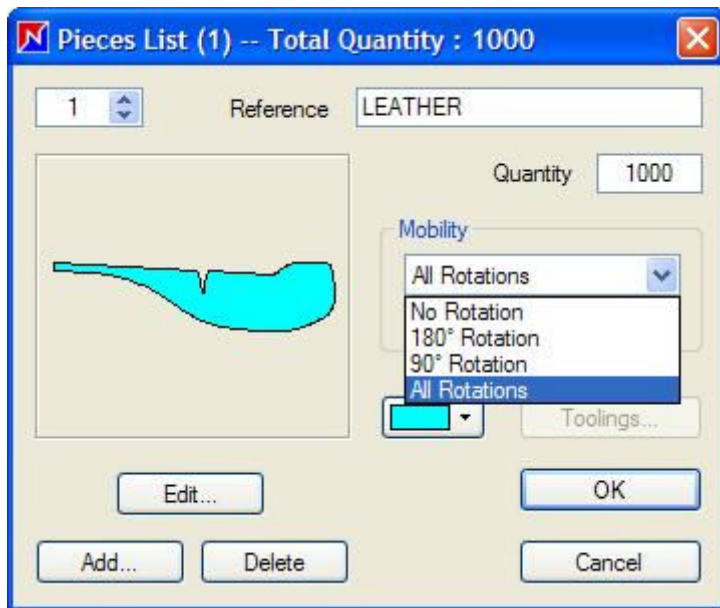 Pieces List (1) -- Total Quantity : 1000
1
Reference
LEATHER
Quantity
1000
Mobility
All Rotations
No Rotation
180° Rotation
90° Rotation
All Rotations
Toolings...
Edit...
OK
Add...
Delete
Cancel